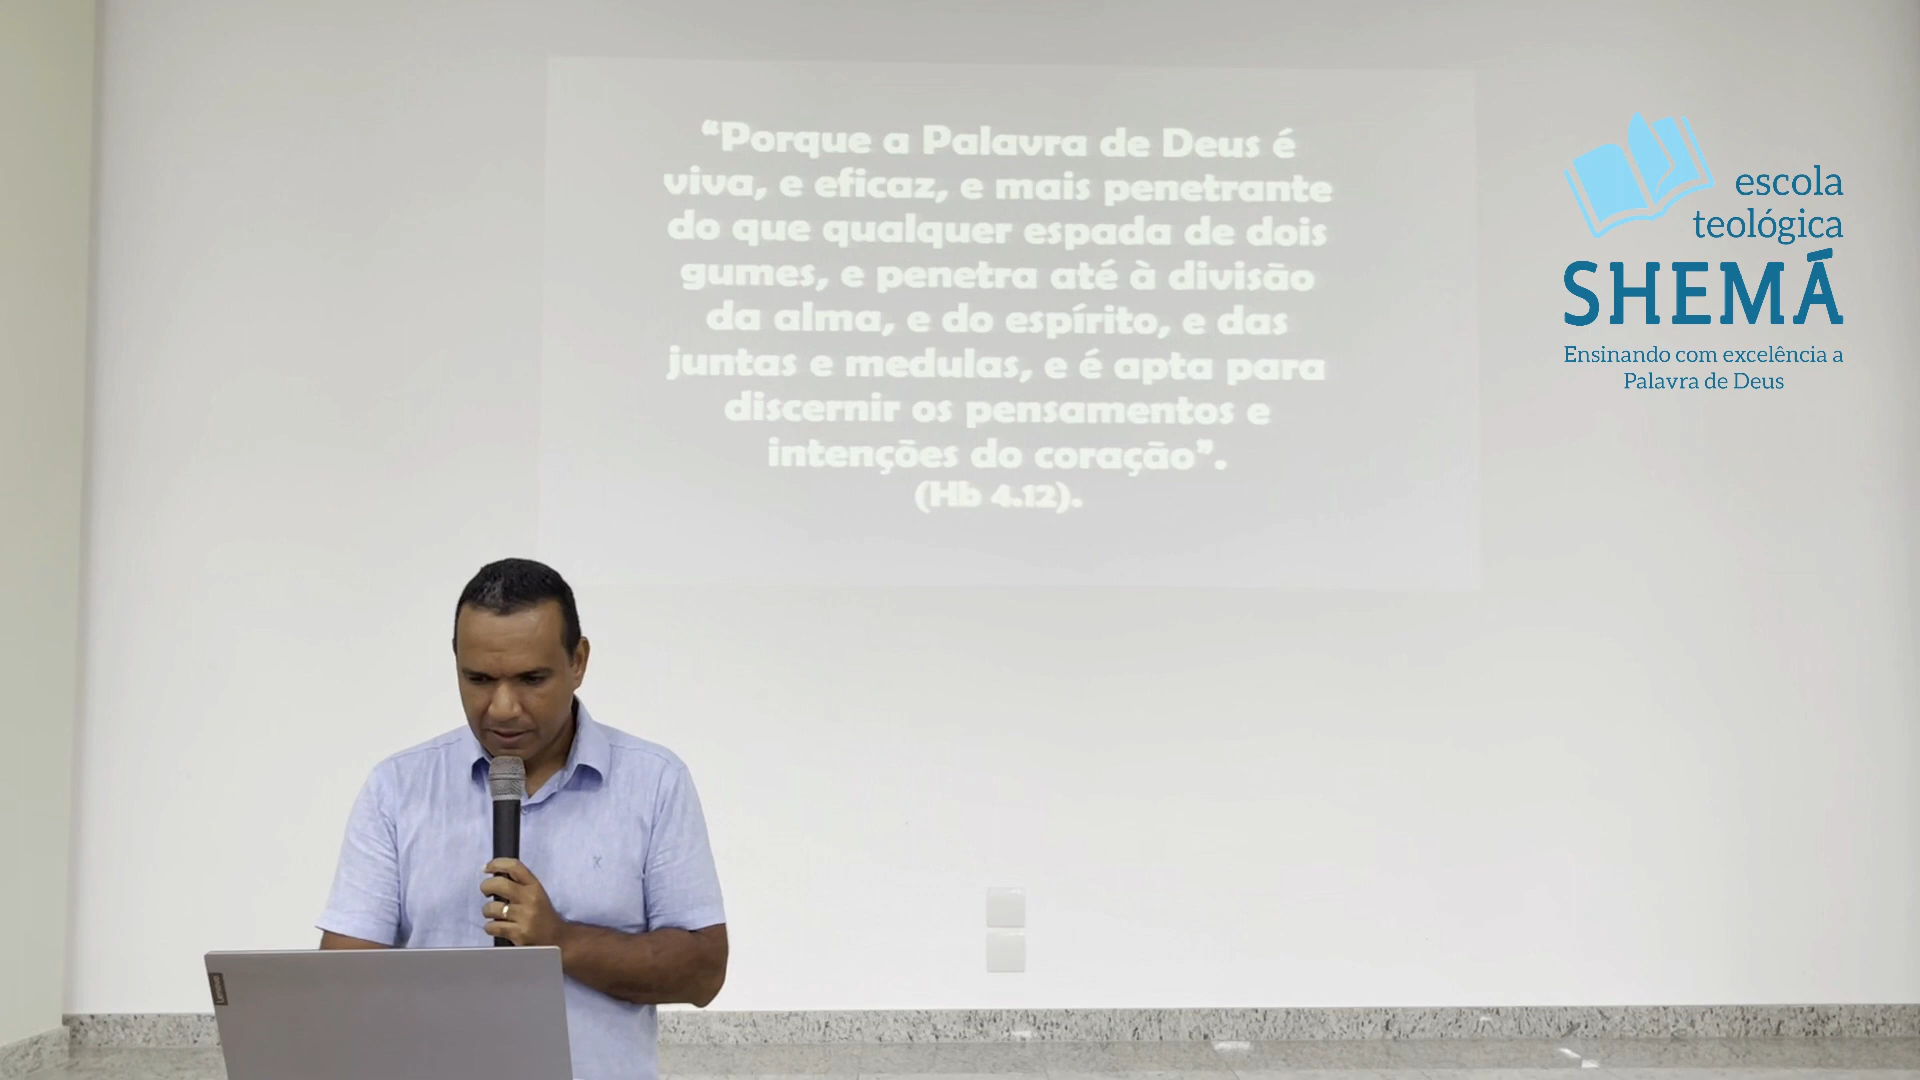 “Porque a Palavra de Deus é
viva, e eficaz, e mais penetrante
do que qualquer espada de dois
gumes, e penetra até à divisão
da alma, e do espírito, e das
juntas e medulas, e é apta para
discernir os pensamentos e
intenções do coração”.
(Hb 4.12).
escola
teológica
SHEMÁ
Ensinando com excelência a
Palavra de Deus
Lenovo